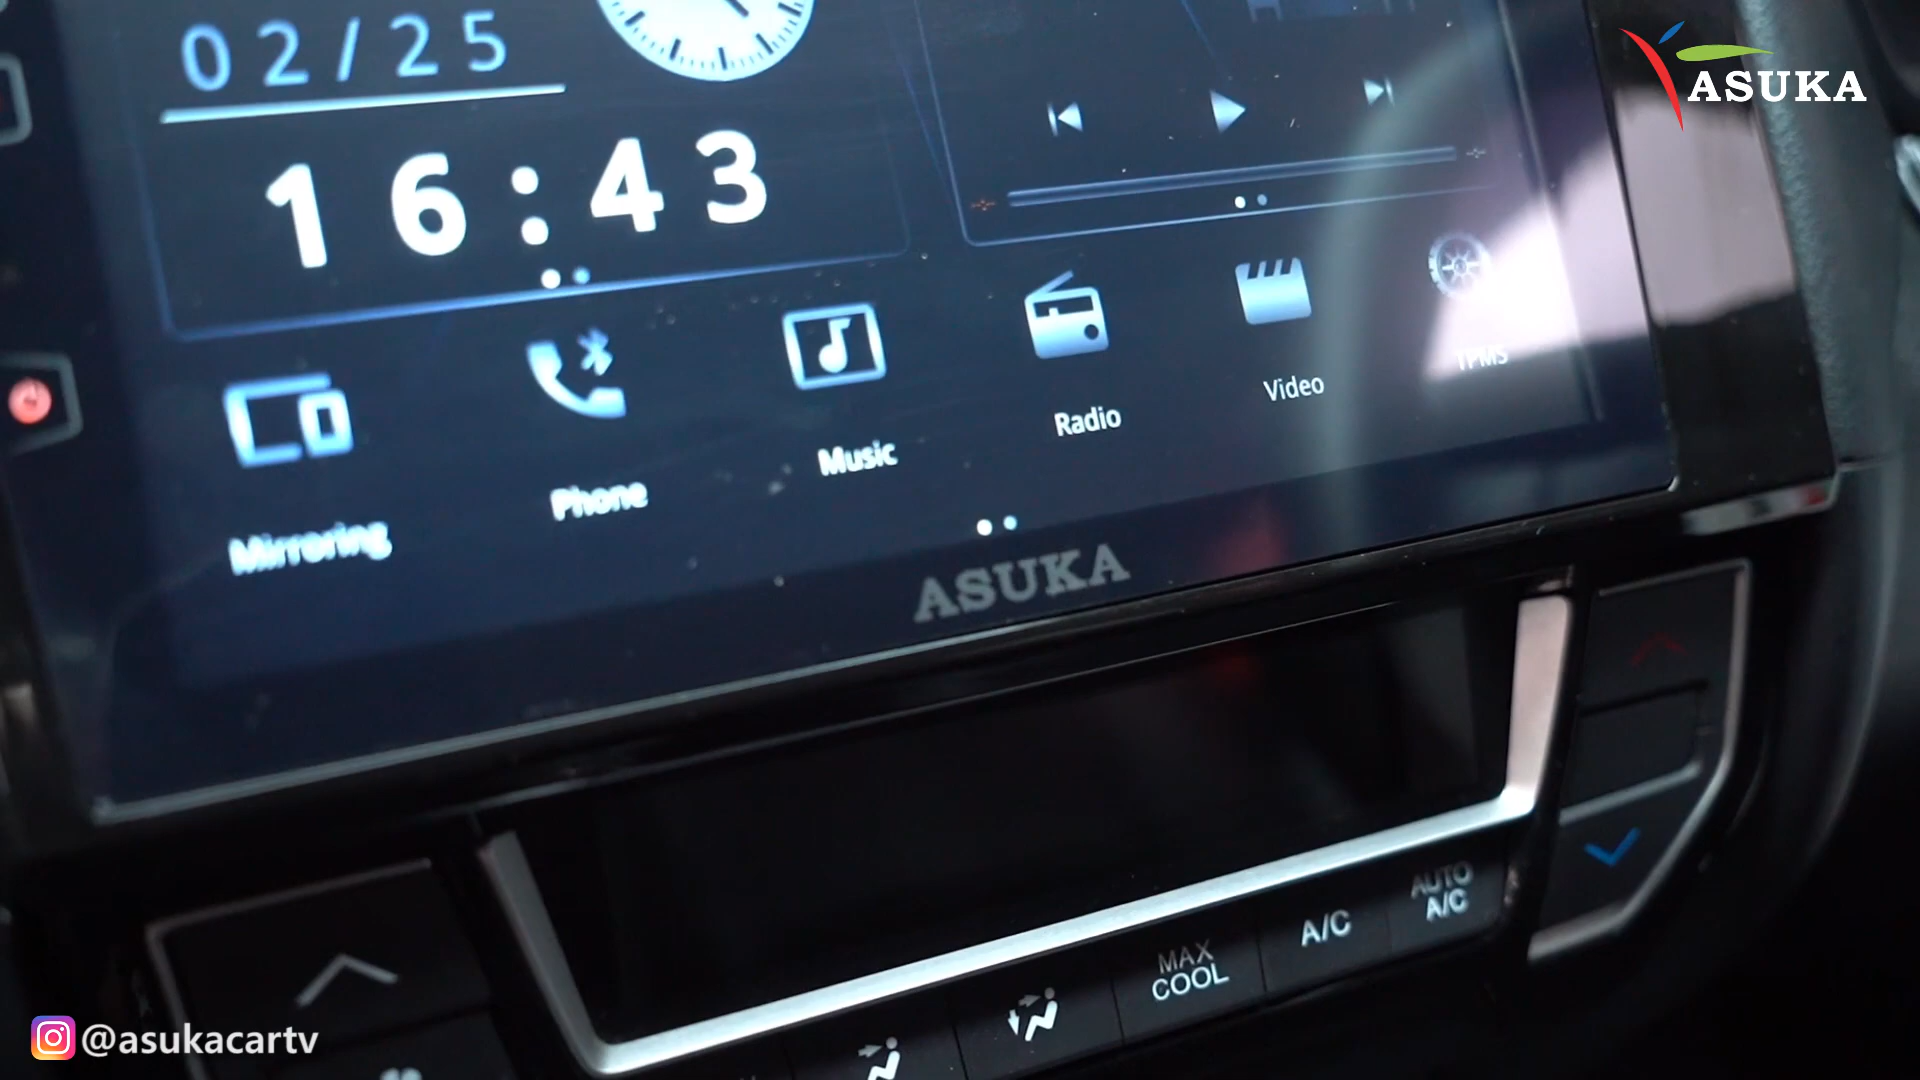 02/25
16:43
ASUKA
Mirroring
Phone
Music
Radio
Video
TPMS
ASUKA
MAX
COOL
A/C
AUTO
A/C
@asukacartv